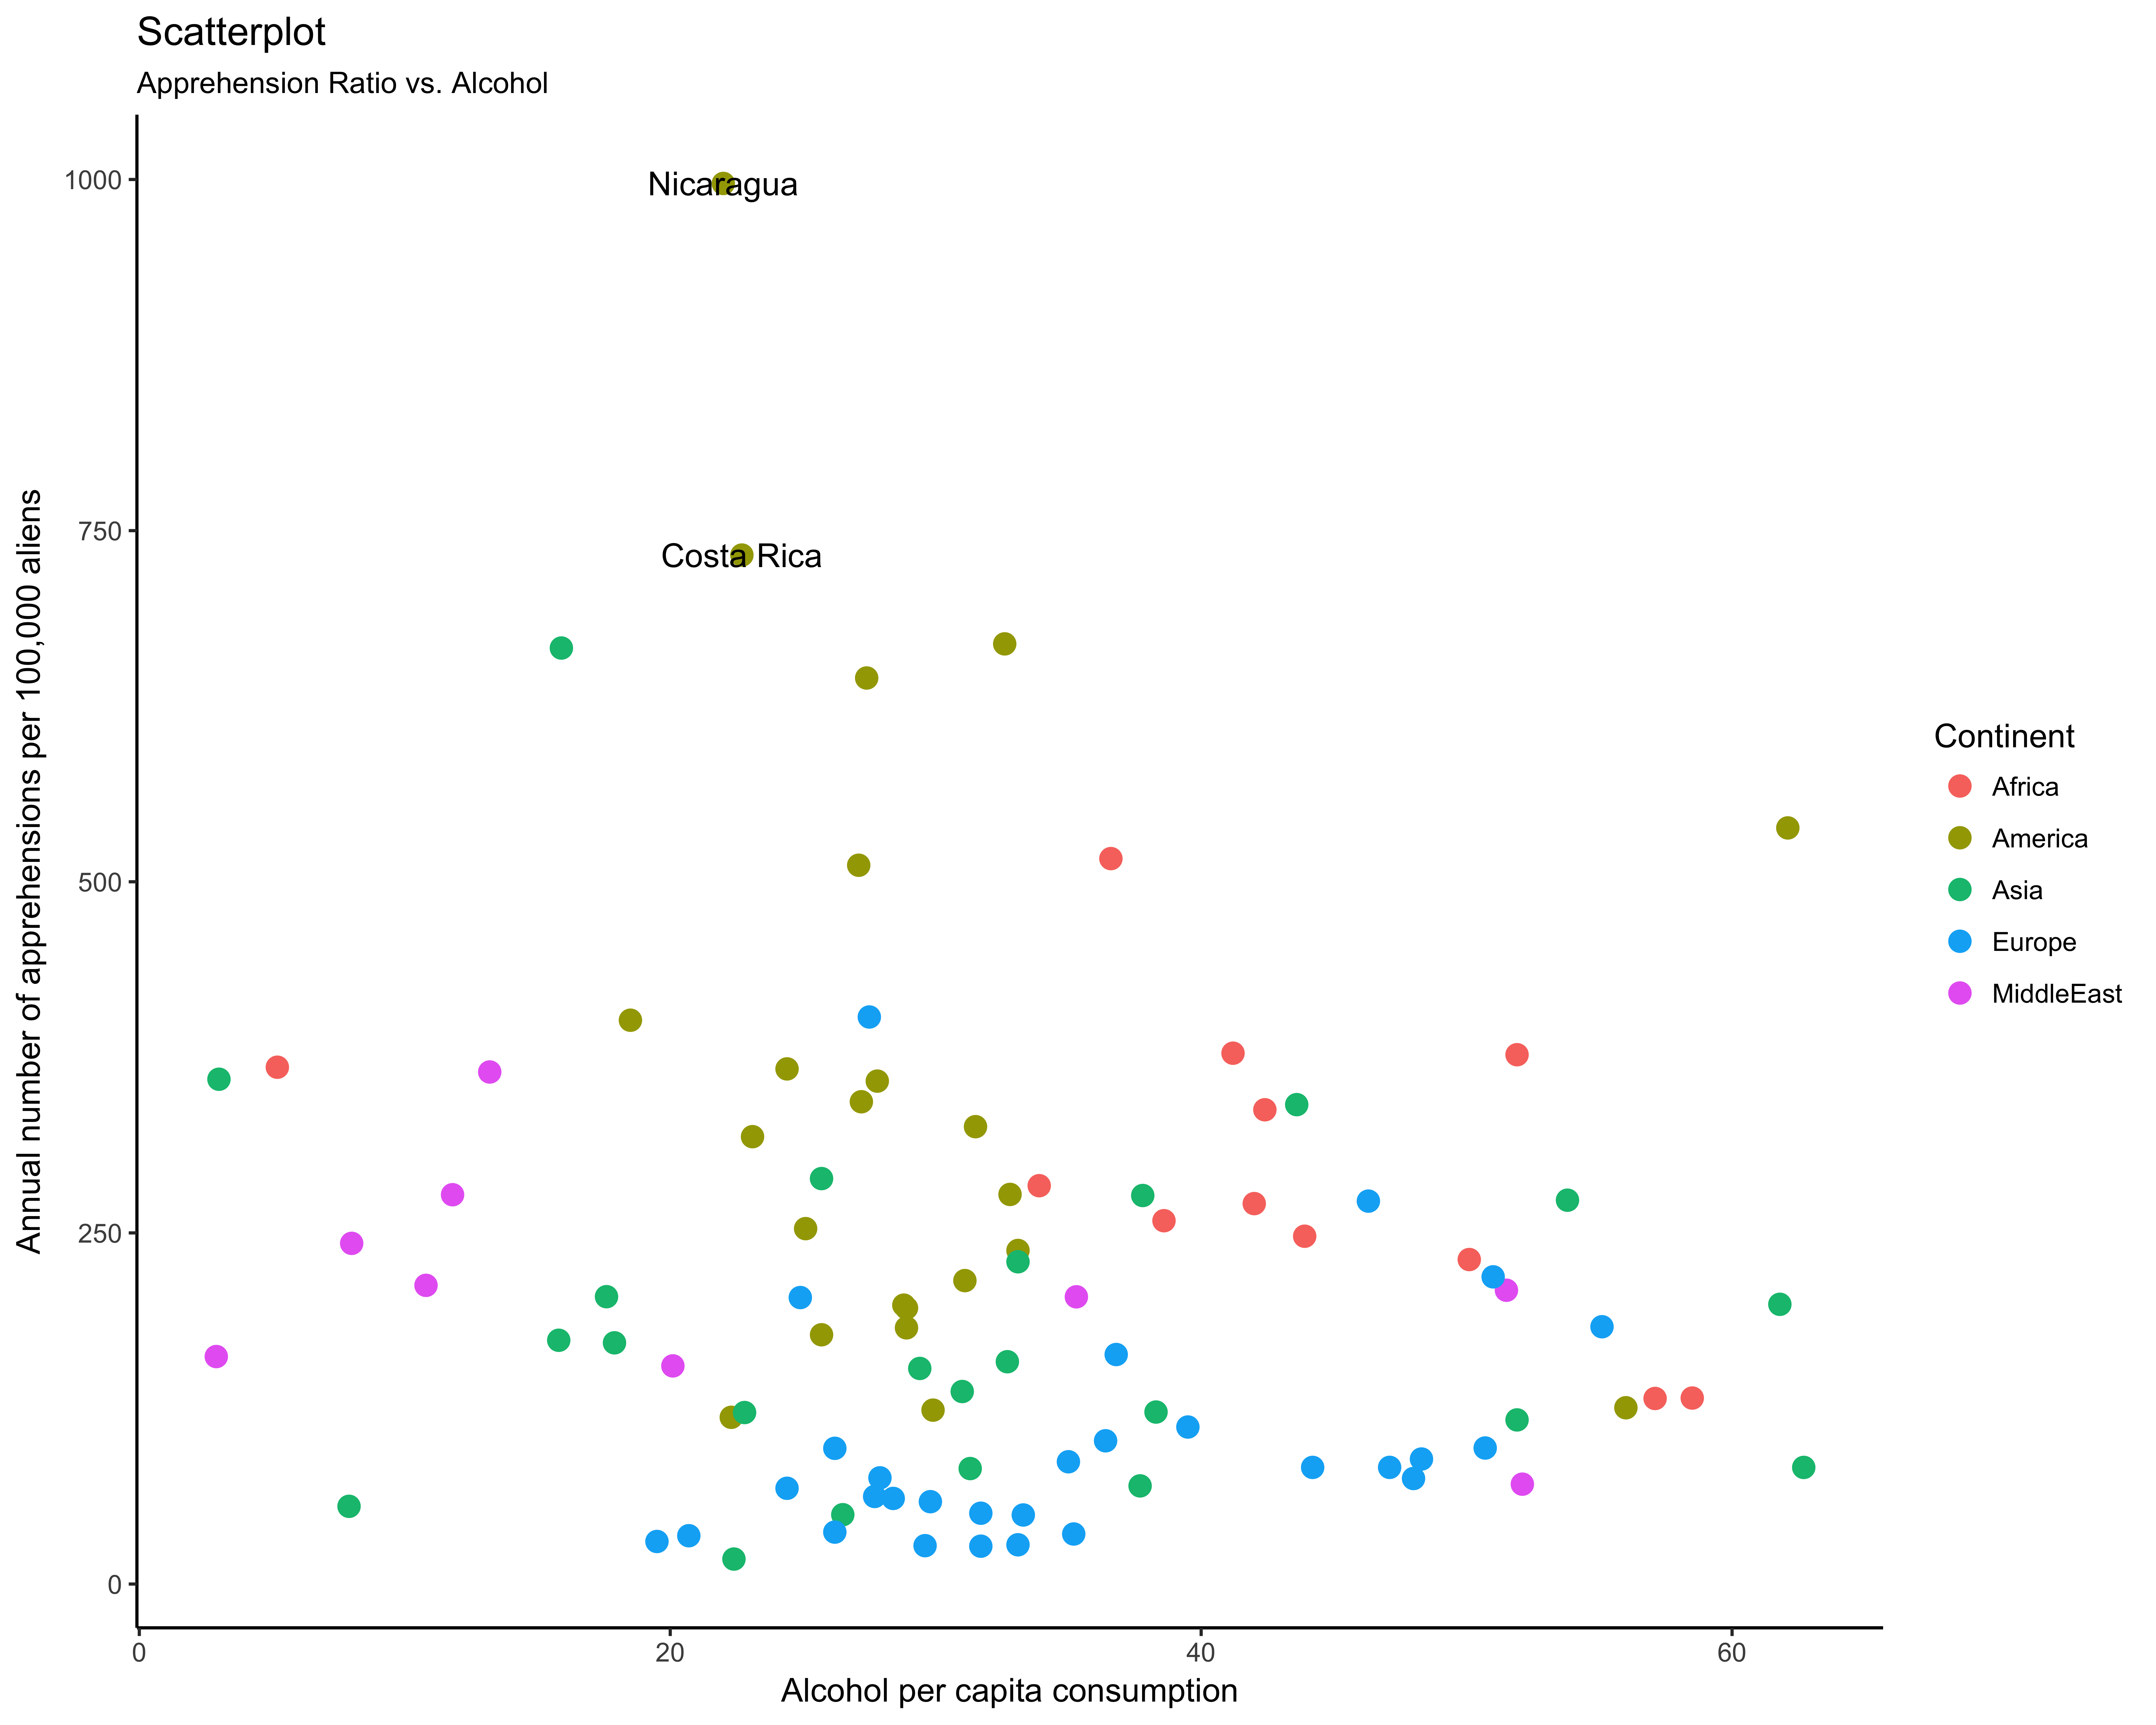 Scatterplot
Apprehension Ratio vs. Alcohol
Annual number of apprehensions per 100,000 aliens
1000
750
500
250
0
Nicaragua
Costa Rica
0 20 40 60
Alcohol per capita consumption
Continent
Africa
America
Asia
Europe
MiddleEast